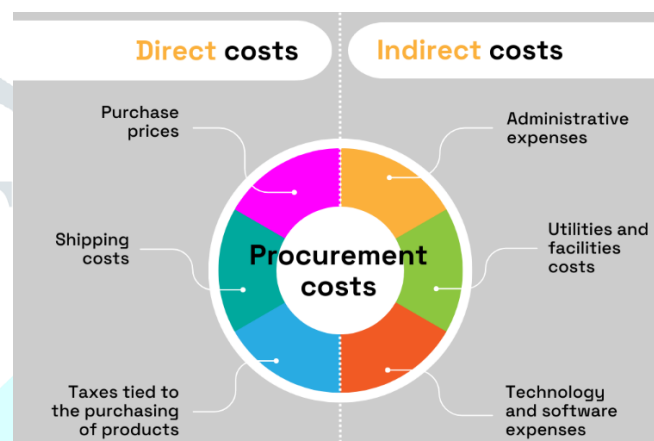 Direct costs
Indirect costs
Purchase
prices
Administrative
expenses
Shipping
costs
Procurement
costs
Utilities and
facilities
costs
Taxes tied to
the purchasing
of products
Technology
and software
expenses